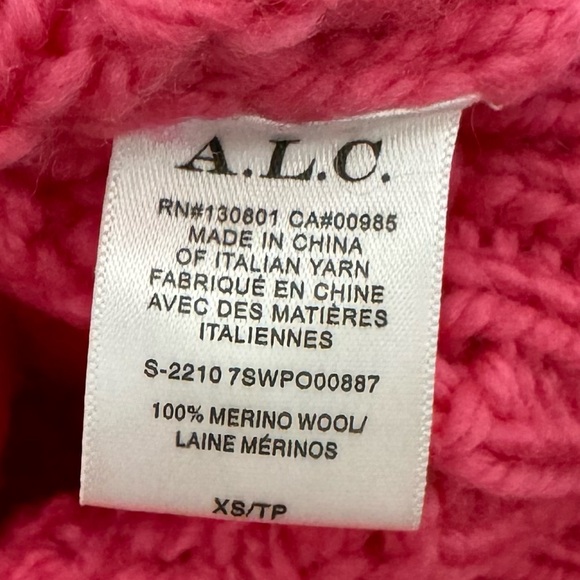 A.L.C.
RN#130801 CA#00985
MADE IN CHINA
OF ITALIAN YARN
FABRIQUÉ EN CHINE
AVEC DES MATIÈRES
ITALIENNES
S-2210 7SWPO00887
100% MERINO WOOL/
LAINE MÉRINOS
XS/TP